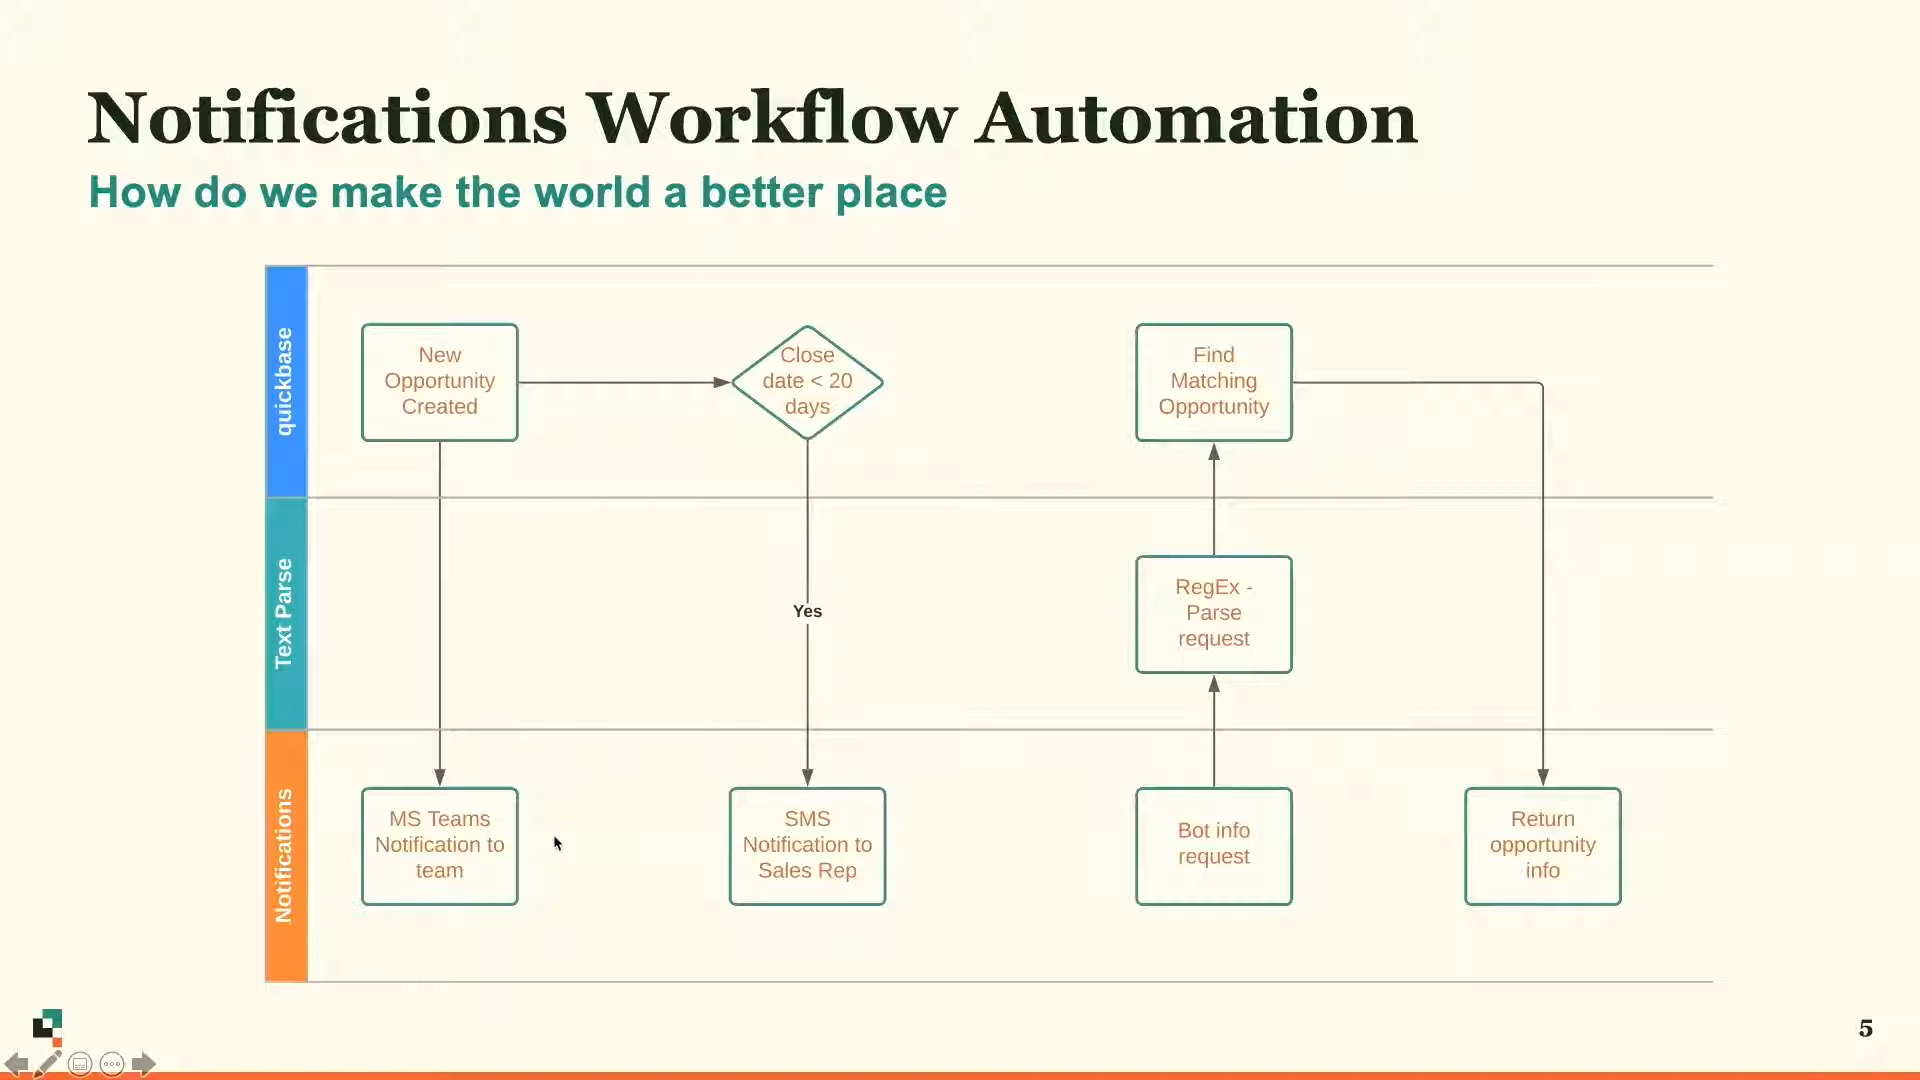 Notifications Workflow Automation
How do we make the world a better place
quickbase
New
Opportunity
Created
Close
date < 20
days
Find
Matching
Opportunity
Text Parse
Yes
RegEx -
Parse
request
Notifications
MS Teams
Notification to
team
SMS
Notification to
Sales Rep
Bot info
request
Return
opportunity
info
5